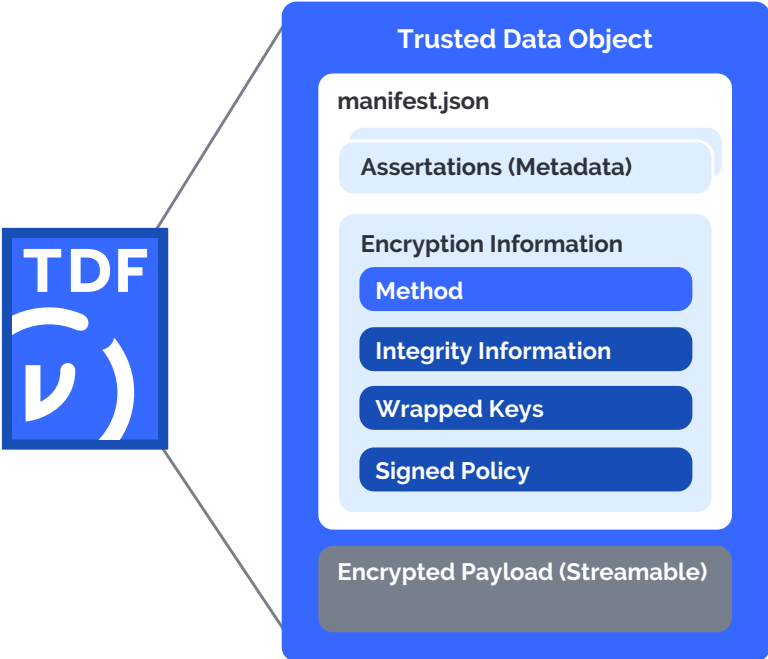 Trusted Data Object
manifest.json
Assertations (Metadata)
Encryption Information
Method
Integrity Information
Wrapped Keys
Signed Policy
Encrypted Payload (Streamable)
TDF